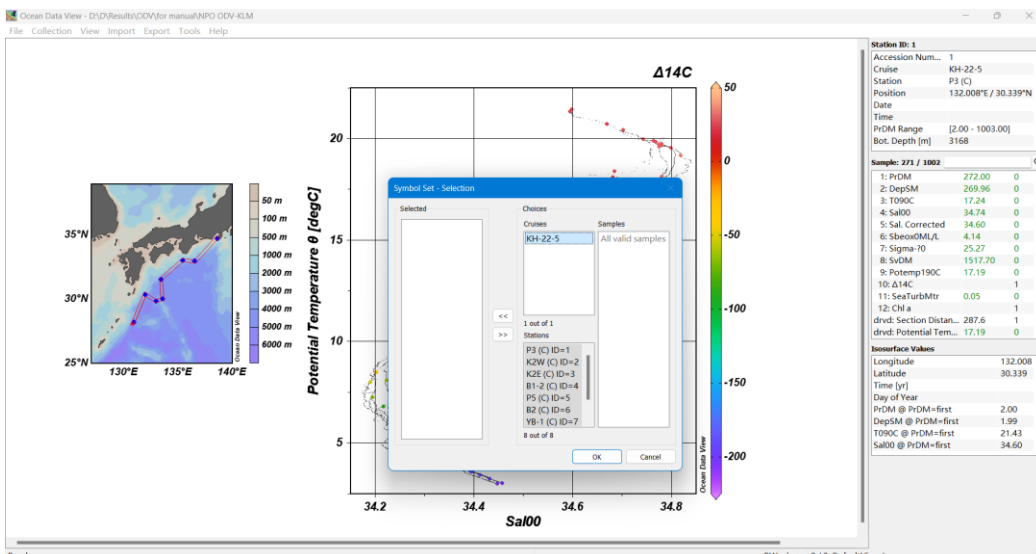 Ocean Data View - D:\D\Results\ODV\for manual\NPO ODV-KLM
File Collection View Import Export Tools Help
Δ14C
50
0
-50
-100
-150
-200
Ocean Data View
20
15
10
5
Potential Temperature θ [degC]
34.2 34.4 34.6 34.8
Sal00
35°N
30°N
25°N
130°E 135°E 140°E
50 m
100 m
500 m
1000 m
2000 m
3000 m
4000 m
5000 m
6000 m
Ocean Data View
Symbol Set - Selection
Selected
Choices
Cruises
KH-22-5
1 out of 1
Samples
All valid samples
<<
>>
Stations
P3 (C) ID=1
K2W (C) ID=2
K2E (C) ID=3
B1-2 (C) ID=4
P5 (C) ID=5
B2 (C) ID=6
YB-1 (C) ID=7
8 out of 8
OK Cancel
Station ID: 1
Accession Num... 1
Cruise KH-22-5
Station P3 (C)
Position 132.008°E / 30.339°N
Date
Time
PrDM Range [2.00 - 1003.00]
Bot. Depth [m] 3168
Sample: 271 / 1002
1: PrDM 272.00 0
2: DepSM 269.96 0
3: T090C 17.24 0
4: Sal00 34.74 0
5: Sal. Corrected 34.60 0
6: Sbeox0ML/L 4.14 0
7: Sigma-?0 25.27 0
8: SvDM 1517.70 0
9: Potemp190C 17.19 0
10: Δ14C 1
11: SeaTurbMtr 0.05 0
12: Chl a 1
drvd: Section Distan... 287.6 1
drvd: Potential Tem... 17.19 0
Isosurface Values
Longitude 132.008
Latitude 30.339
Time [yr]
Day of Year
PrDM @ PrDM=first 2.00
DepSM @ PrDM=first 1.99
T090C @ PrDM=first 21.43
Sal00 @ PrDM=first 34.60